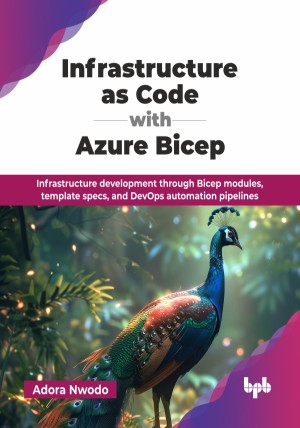 Infrastructure
as Code
with
Azure Bicep
Infrastructure development through Bicep modules,
template specs, and DevOps automation pipelines
Adora Nwodo
bpb